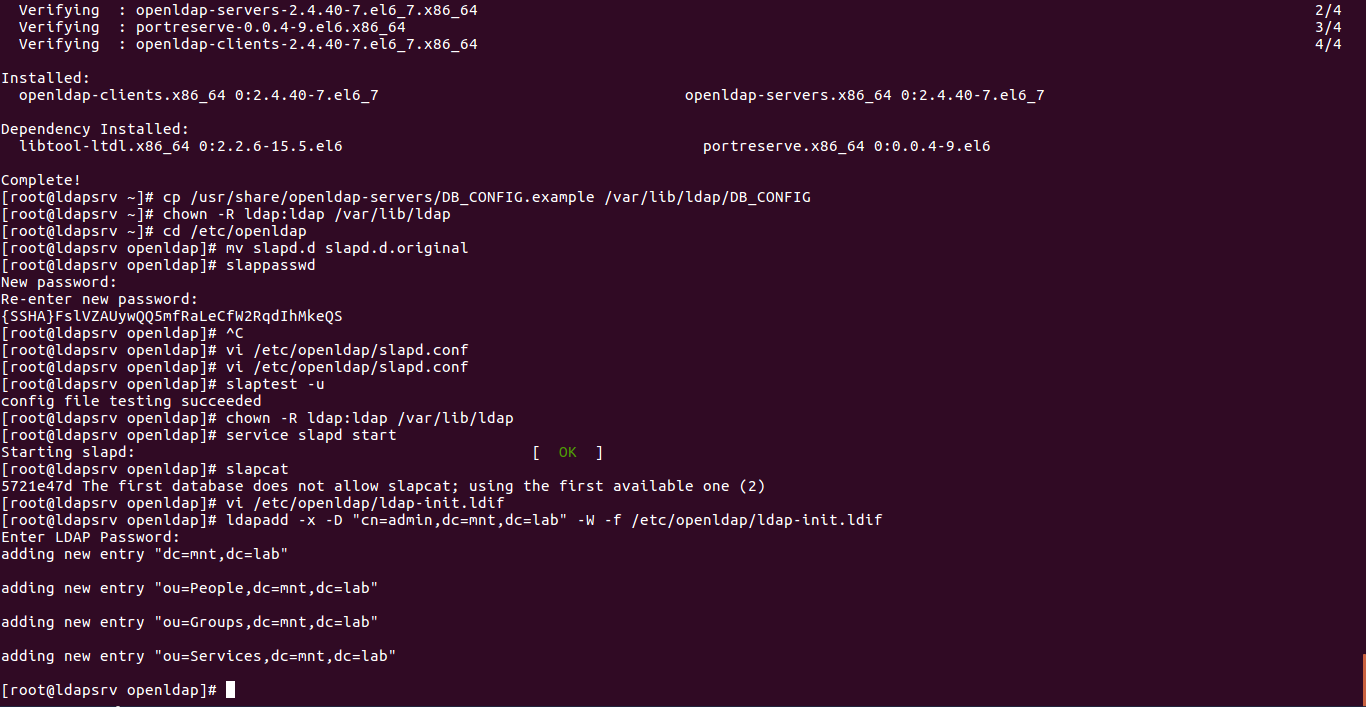 Verifying  : openldap-servers-2.4.40-7.el6_7.x86_64 2/4
Verifying  : portreserve-0.0.4-9.el6.x86_64 3/4
Verifying  : openldap-clients-2.4.40-7.el6_7.x86_64 4/4
Installed:
openldap-clients.x86_64 0:2.4.40-7.el6_7 openldap-servers.x86_64 0:2.4.40-7.el6_7
Dependency Installed:
libtool-ltdl.x86_64 0:2.2.6-15.5.el6 portreserve.x86_64 0:0.0.4-9.el6
Complete!
[root@ldapsrv ~]# cp /usr/share/openldap-servers/DB_CONFIG.example /var/lib/ldap/DB_CONFIG
[root@ldapsrv ~]# chown -R ldap:ldap /var/lib/ldap
[root@ldapsrv ~]# cd /etc/openldap
[root@ldapsrv openldap]# mv slapd.d slapd.d.original
[root@ldapsrv openldap]# slappasswd
New password:
Re-enter new password:
{SSHA}FslVZAUywQQ5mfRaLeCfW2RqdIhMkeQS
[root@ldapsrv openldap]# ^C
[root@ldapsrv openldap]# vi /etc/openldap/slapd.conf
[root@ldapsrv openldap]# vi /etc/openldap/slapd.conf
[root@ldapsrv openldap]# slaptest -u
config file testing succeeded
[root@ldapsrv openldap]# chown -R ldap:ldap /var/lib/ldap
[root@ldapsrv openldap]# service slapd start
Starting slapd: [  OK  ]
[root@ldapsrv openldap]# slapcat
5721e47d The first database does not allow slapcat; using the first available one (2)
[root@ldapsrv openldap]# vi /etc/openldap/ldap-init.ldif
[root@ldapsrv openldap]# ldapadd -x -D "cn=admin,dc=mnt,dc=lab" -W -f /etc/openldap/ldap-init.ldif
Enter LDAP Password:
adding new entry "dc=mnt,dc=lab"
adding new entry "ou=People,dc=mnt,dc=lab"
adding new entry "ou=Groups,dc=mnt,dc=lab"
adding new entry "ou=Services,dc=mnt,dc=lab"
[root@ldapsrv openldap]#